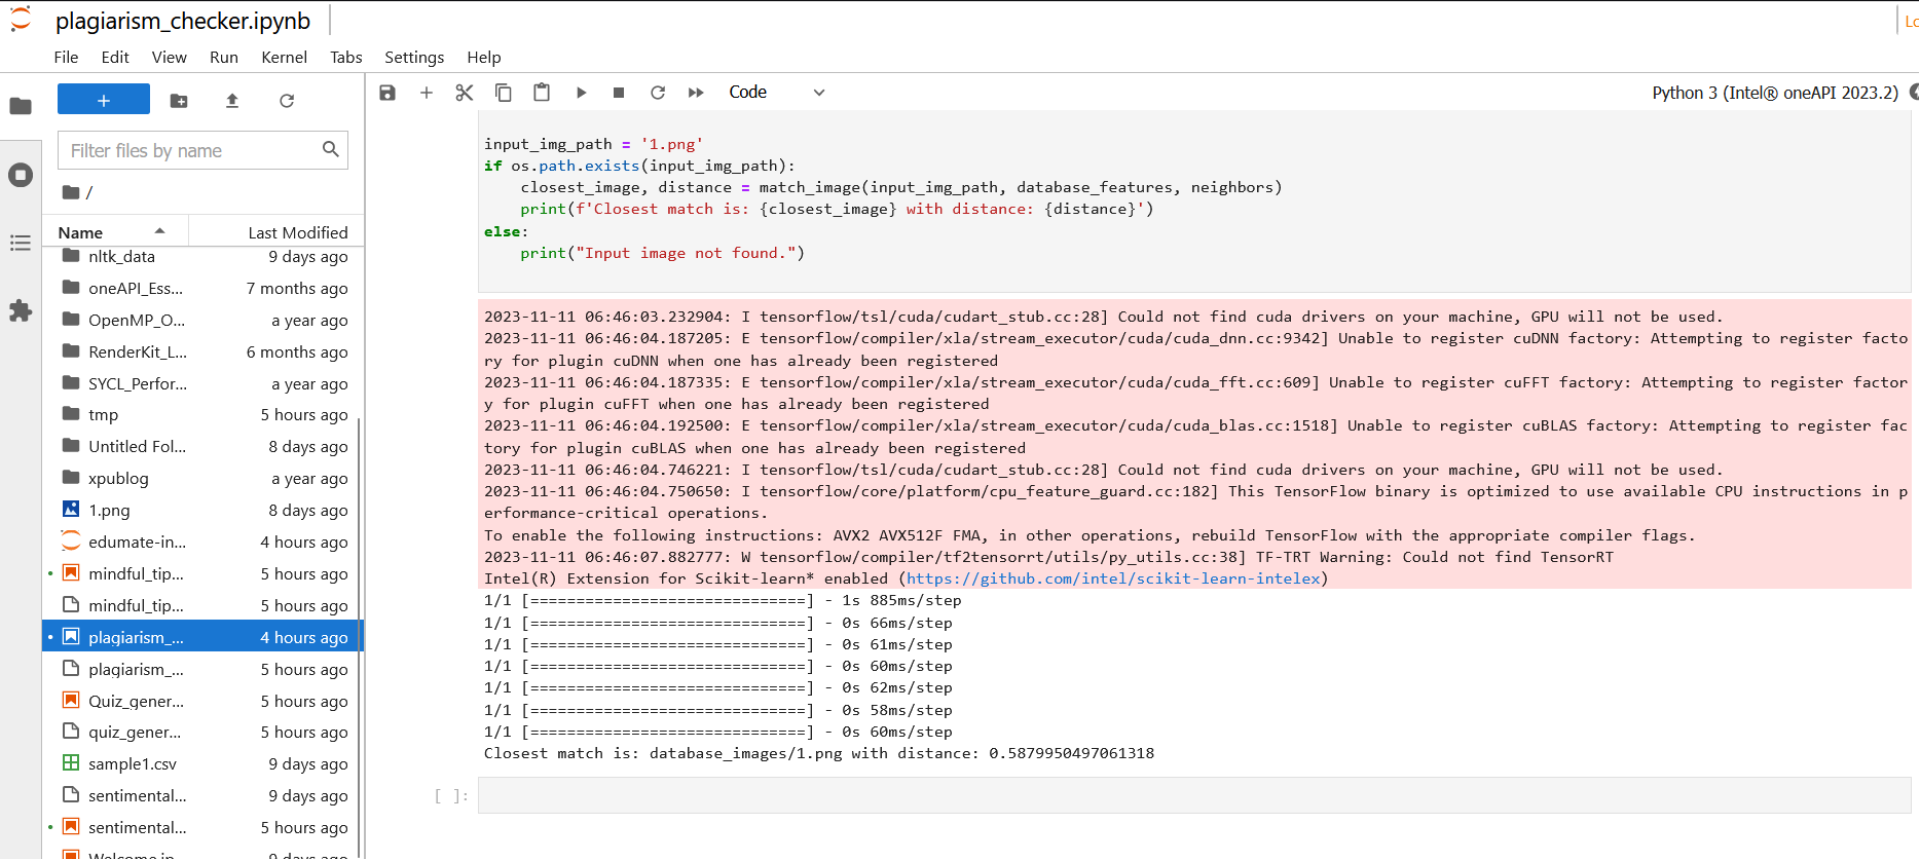 plagiarism_checker.ipynb
File Edit View Run Kernel Tabs Settings Help
+
Filter files by name
/
Name Last Modified
nltk_data 9 days ago
oneAPI_Ess... 7 months ago
OpenMP_O... a year ago
RenderKit_L... 6 months ago
SYCL_Perfor... a year ago
tmp 5 hours ago
Untitled Fol... 8 days ago
xpublog a year ago
1.png 8 days ago
edumate-in... 4 hours ago
mindful_tip... 5 hours ago
mindful_tip... 5 hours ago
plagiarism_... 4 hours ago
plagiarism_... 5 hours ago
Quiz_gener... 5 hours ago
quiz_gener... 5 hours ago
sample1.csv 9 days ago
sentimental... 9 days ago
sentimental... 5 hours ago
Welcome.in 9 days ago
Code Python 3 (Intel® oneAPI 2023.2)
input_img_path = '1.png'
if os.path.exists(input_img_path):
    closest_image, distance = match_image(input_img_path, database_features, neighbors)
    print(f'Closest match is: {closest_image} with distance: {distance}')
else:
    print("Input image not found.")
2023-11-11 06:46:03.232904: I tensorflow/tsl/cuda/cudart_stub.cc:28] Could not find cuda drivers on your machine, GPU will not be used.
2023-11-11 06:46:04.187205: E tensorflow/compiler/xla/stream_executor/cuda/cuda_dnn.cc:9342] Unable to register cuDNN factory: Attempting to register facto
ry for plugin cuDNN when one has already been registered
2023-11-11 06:46:04.187335: E tensorflow/compiler/xla/stream_executor/cuda/cuda_fft.cc:609] Unable to register cuFFT factory: Attempting to register factor
y for plugin cuFFT when one has already been registered
2023-11-11 06:46:04.192500: E tensorflow/compiler/xla/stream_executor/cuda/cuda_blas.cc:1518] Unable to register cuBLAS factory: Attempting to register fac
tory for plugin cuBLAS when one has already been registered
2023-11-11 06:46:04.746221: I tensorflow/tsl/cuda/cudart_stub.cc:28] Could not find cuda drivers on your machine, GPU will not be used.
2023-11-11 06:46:04.750650: I tensorflow/core/platform/cpu_feature_guard.cc:182] This TensorFlow binary is optimized to use available CPU instructions in p
erformance-critical operations.
To enable the following instructions: AVX2 AVX512F FMA, in other operations, rebuild TensorFlow with the appropriate compiler flags.
2023-11-11 06:46:07.882777: W tensorflow/compiler/tf2tensorrt/utils/py_utils.cc:38] TF-TRT Warning: Could not find TensorRT
Intel(R) Extension for Scikit-learn* enabled (https://github.com/intel/scikit-learn-intelex)
1/1 [==============================] - 1s 885ms/step
1/1 [==============================] - 0s 66ms/step
1/1 [==============================] - 0s 61ms/step
1/1 [==============================] - 0s 60ms/step
1/1 [==============================] - 0s 62ms/step
1/1 [==============================] - 0s 58ms/step
1/1 [==============================] - 0s 60ms/step
Closest match is: database_images/1.png with distance: 0.5879950497061318
[ ]: